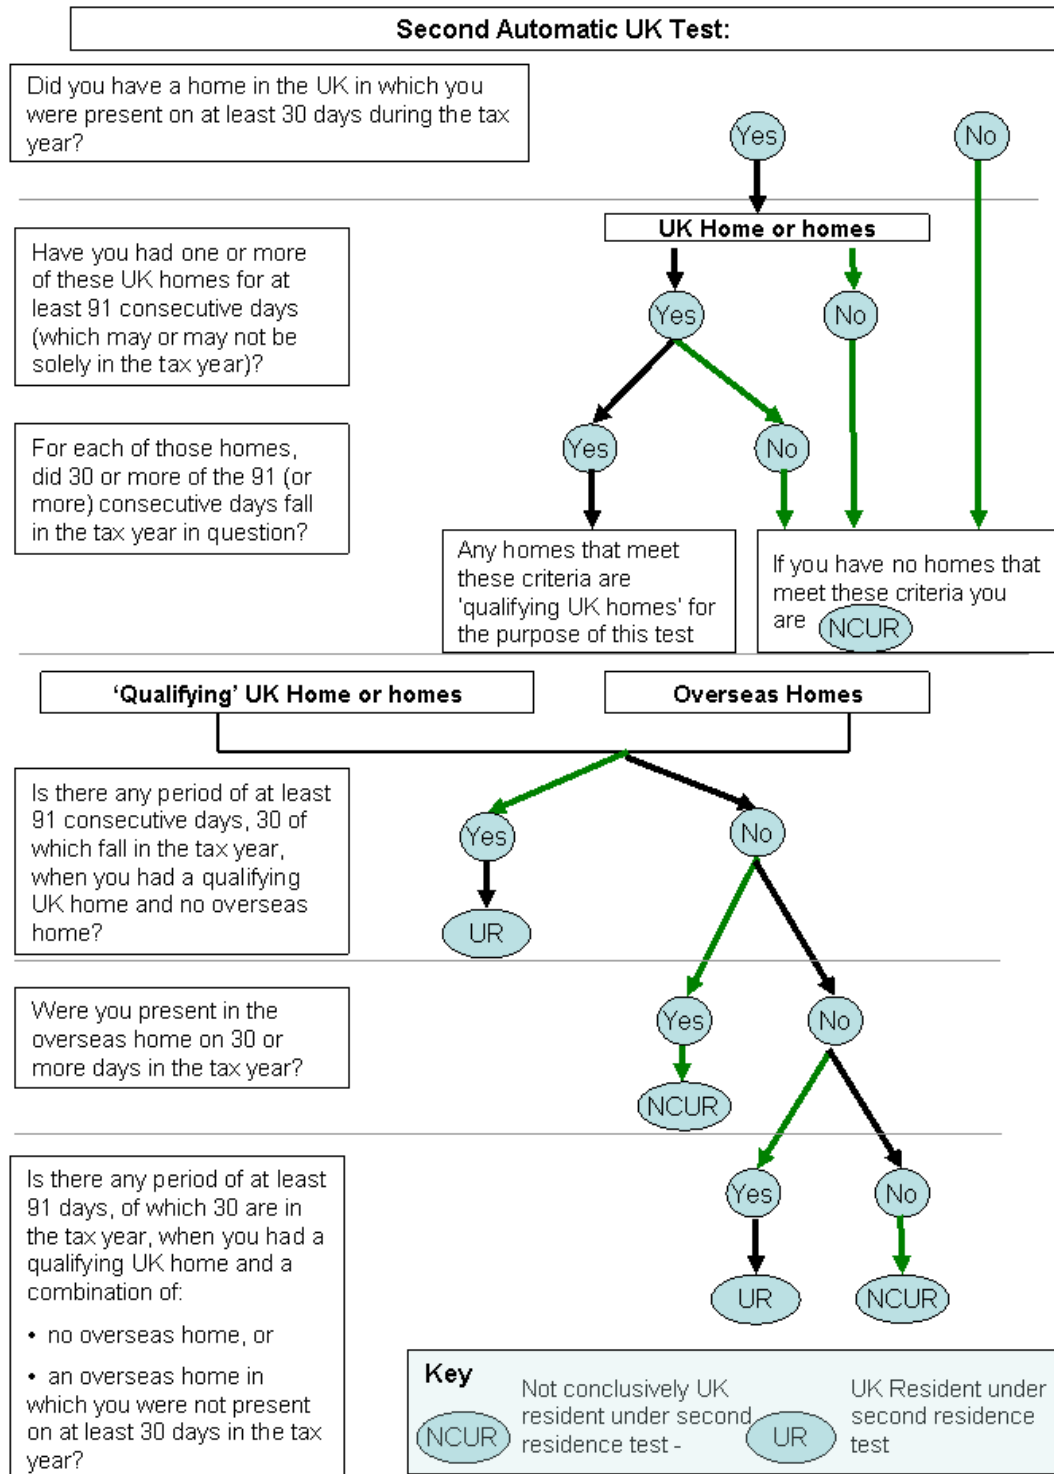 Second Automatic UK Test:
Did you have a home in the UK in which you
were present on at least 30 days during the tax
year?
Yes
No
UK Home or homes
Have you had one or more
of these UK homes for at
least 91 consecutive days
(which may or may not be
solely in the tax year)?
Yes
No
For each of those homes,
did 30 or more of the 91 (or
more) consecutive days fall
in the tax year in question?
Yes
No
Any homes that meet
these criteria are
'qualifying UK homes' for
the purpose of this test
If you have no homes that
meet these criteria you
are NCUR
‘Qualifying’ UK Home or homes
Overseas Homes
Is there any period of at least
91 consecutive days, 30 of
which fall in the tax year,
when you had a qualifying
UK home and no overseas
home?
Yes
No
UR
Were you present in the
overseas home on 30 or
more days in the tax year?
Yes
No
NCUR
Is there any period of at least
91 days, of which 30 are in
the tax year, when you had a
qualifying UK home and a
combination of:
• no overseas home, or
• an overseas home in
which you were not present
on at least 30 days in the tax
year?
Yes
No
UR
NCUR
Key
NCUR
Not conclusively UK
resident under second
residence test -
UR
UK Resident under
second residence
test